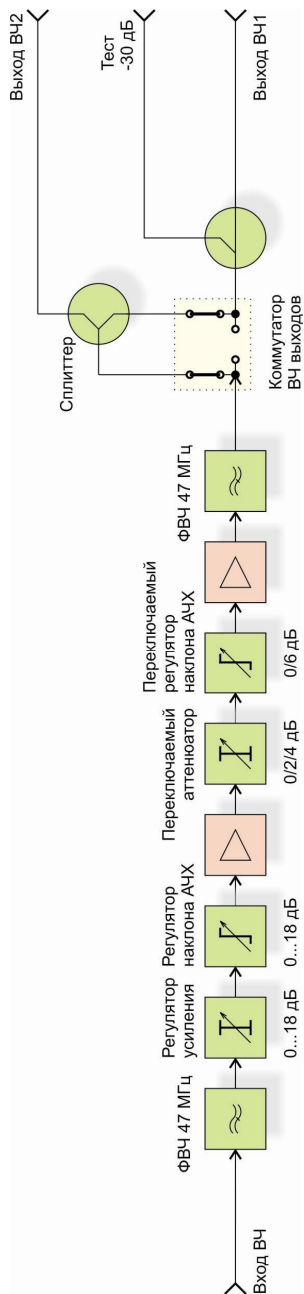 Вход ВЧ
ФВЧ 47 МГц
Регулятор
усиления
0...18 дБ
Регулятор
наклона АЧХ
0...18 дБ
Переключаемый
аттенюатор
0/2/4 дБ
Переключаемый
регулятор
наклона АЧХ
0/6 дБ
ФВЧ 47 МГц
Коммутатор
ВЧ выходов
Сплиттер
Выход ВЧ2
Тест
-30 дБ
Выход ВЧ1